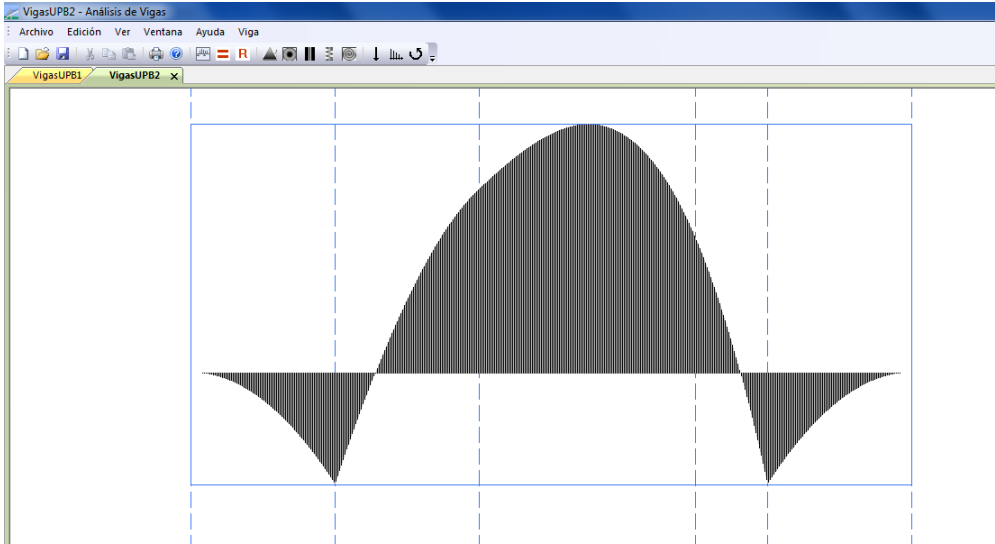 VigasUPB2 - Análisis de Vigas
Archivo Edición Ver Ventana Ayuda Viga
R
VigasUPB1 VigasUPB2 x